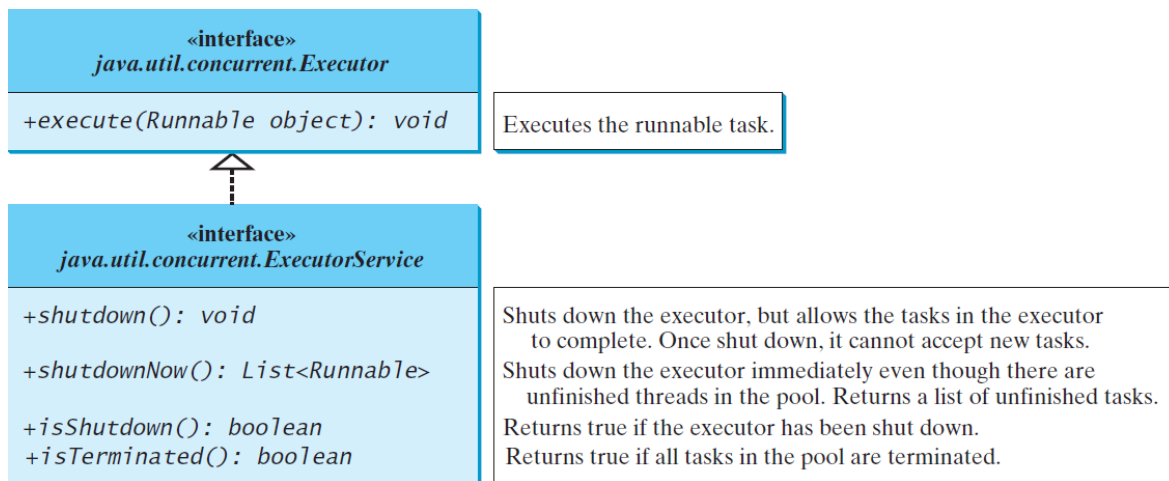 «interface»
java.util.concurrent.Executor
+execute(Runnable object): void
Executes the runnable task.
«interface»
java.util.concurrent.ExecutorService
+shutdown(): void
Shuts down the executor, but allows the tasks in the executor
to complete. Once shut down, it cannot accept new tasks.
+shutdownNow(): List<Runnable>
Shuts down the executor immediately even though there are
unfinished threads in the pool. Returns a list of unfinished tasks.
+isShutdown(): boolean
Returns true if the executor has been shut down.
+isTerminated(): boolean
Returns true if all tasks in the pool are terminated.